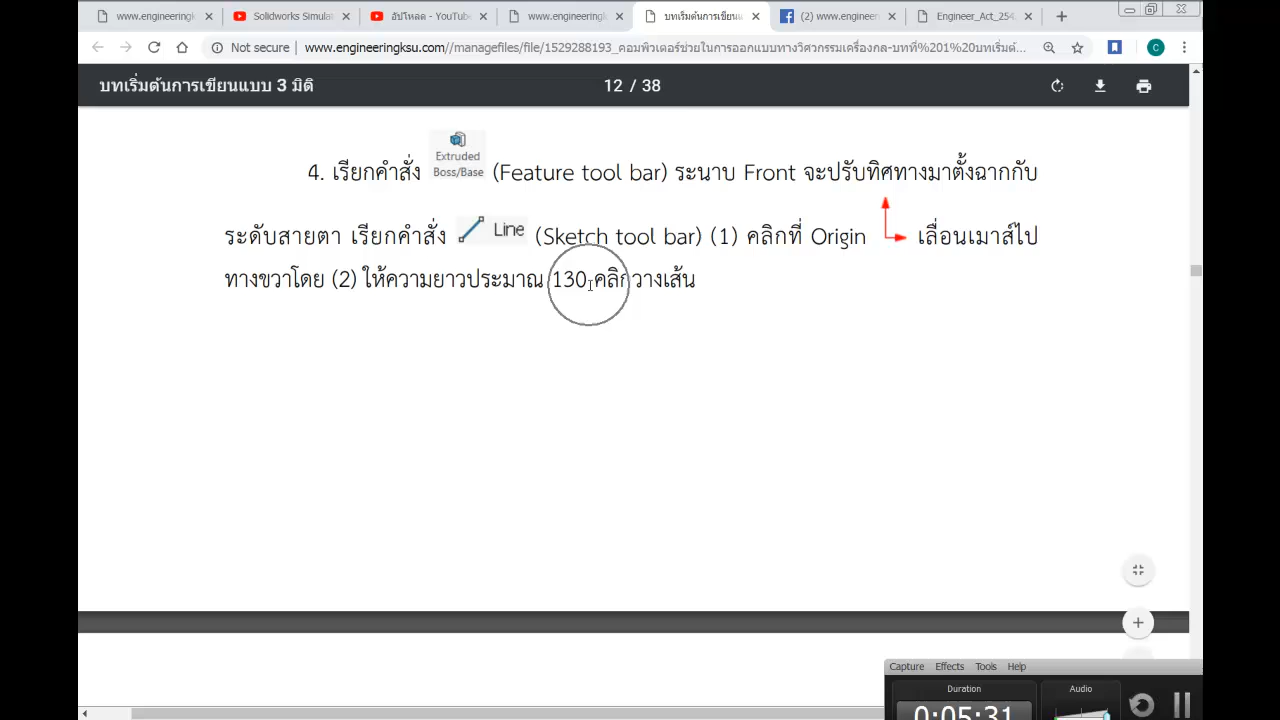 www.engineeringk
Solidworks Simulat
อัปโหลด - YouTube
www.engineeringk
บทเริ่มต้นการเขียนแบบ
(2) www.engineer
Engineer_Act_254
Not secure
www.engineeringksu.com//managefiles/file/1529288193_คอมพิวเตอร์ช่วยในการออกแบบทางวิศวกรรมเครื่องกล-บทที่%201%20บทเริ่มต้...
C
บทเริ่มต้นการเขียนแบบ 3 มิติ
12 / 38
4. เรียกคำสั่ง Extruded Boss/Base (Feature tool bar) ระนาบ Front จะปรับทิศทางมาตั้งฉากกับ
ระดับสายตา เรียกคำสั่ง Line (Sketch tool bar) (1) คลิกที่ Origin เลื่อนเมาส์ไป
ทางขวาโดย (2) ให้ความยาวประมาณ 130 คลิกวางเส้น
Capture Effects Tools Help
Duration
Audio
0:05:31